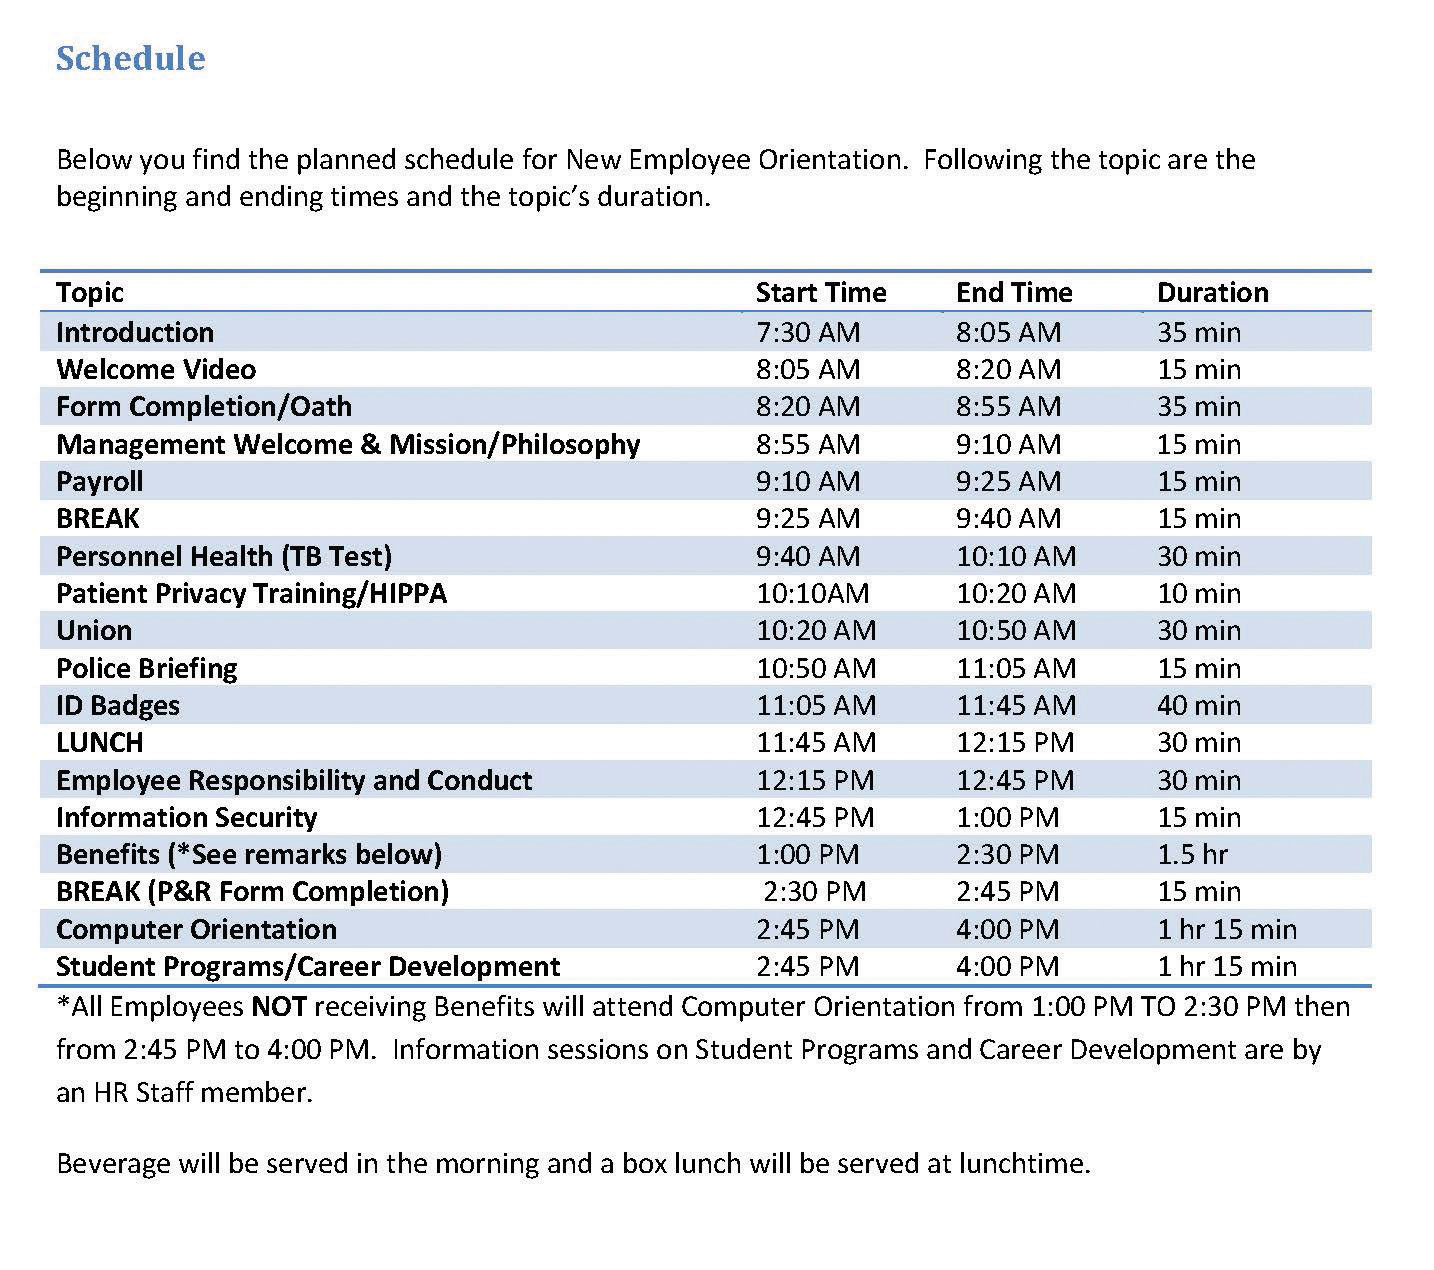 Schedule
Below you find the planned schedule for New Employee Orientation.  Following the topic are the
beginning and ending times and the topic’s duration.
Topic Start Time End Time Duration
Introduction 7:30 AM 8:05 AM 35 min
Welcome Video 8:05 AM 8:20 AM 15 min
Form Completion/Oath 8:20 AM 8:55 AM 35 min
Management Welcome & Mission/Philosophy 8:55 AM 9:10 AM 15 min
Payroll 9:10 AM 9:25 AM 15 min
BREAK 9:25 AM 9:40 AM 15 min
Personnel Health (TB Test) 9:40 AM 10:10 AM 30 min
Patient Privacy Training/HIPPA 10:10AM 10:20 AM 10 min
Union 10:20 AM 10:50 AM 30 min
Police Briefing 10:50 AM 11:05 AM 15 min
ID Badges 11:05 AM 11:45 AM 40 min
LUNCH 11:45 AM 12:15 PM 30 min
Employee Responsibility and Conduct 12:15 PM 12:45 PM 30 min
Information Security 12:45 PM 1:00 PM 15 min
Benefits (*See remarks below) 1:00 PM 2:30 PM 1.5 hr
BREAK (P&R Form Completion) 2:30 PM 2:45 PM 15 min
Computer Orientation 2:45 PM 4:00 PM 1 hr 15 min
Student Programs/Career Development 2:45 PM 4:00 PM 1 hr 15 min
*All Employees NOT receiving Benefits will attend Computer Orientation from 1:00 PM TO 2:30 PM then
from 2:45 PM to 4:00 PM.  Information sessions on Student Programs and Career Development are by
an HR Staff member.
Beverage will be served in the morning and a box lunch will be served at lunchtime.